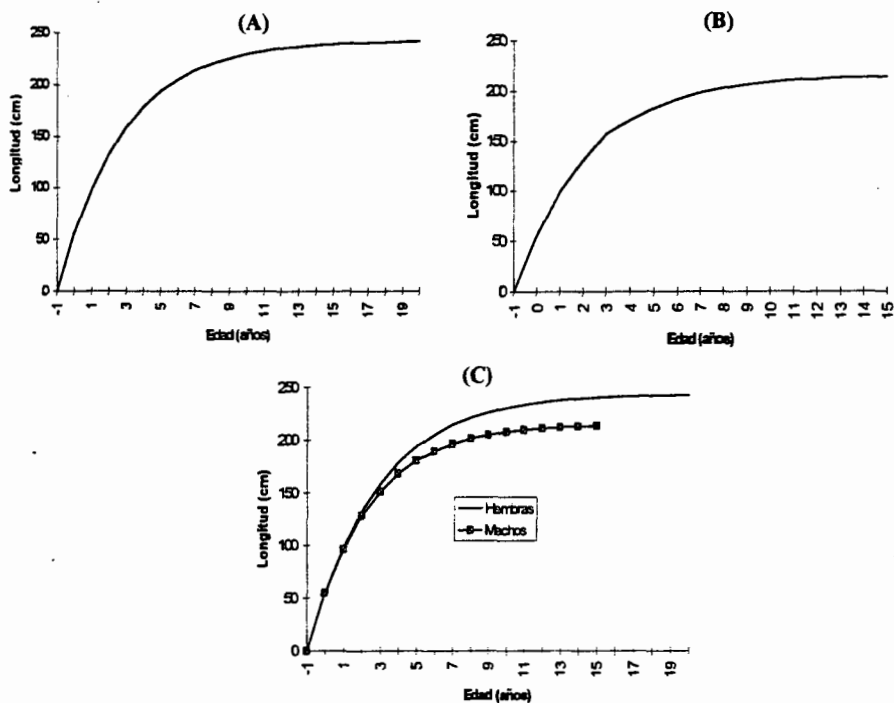 (A)
Longitud (cm)
250
200
150
100
50
0
-1 1 3 5 7 9 11 13 15 17 19
Edad (años)
(B)
Longitud (cm)
250
200
150
100
50
0
-1 0 1 2 3 4 5 6 7 8 9 10 11 12 13 14 15
Edad (años)
(C)
Longitud (cm)
250
200
150
100
50
0
-1 1 3 5 7 9 11 13 15 17 19
Edad (años)
Hembras
Machos